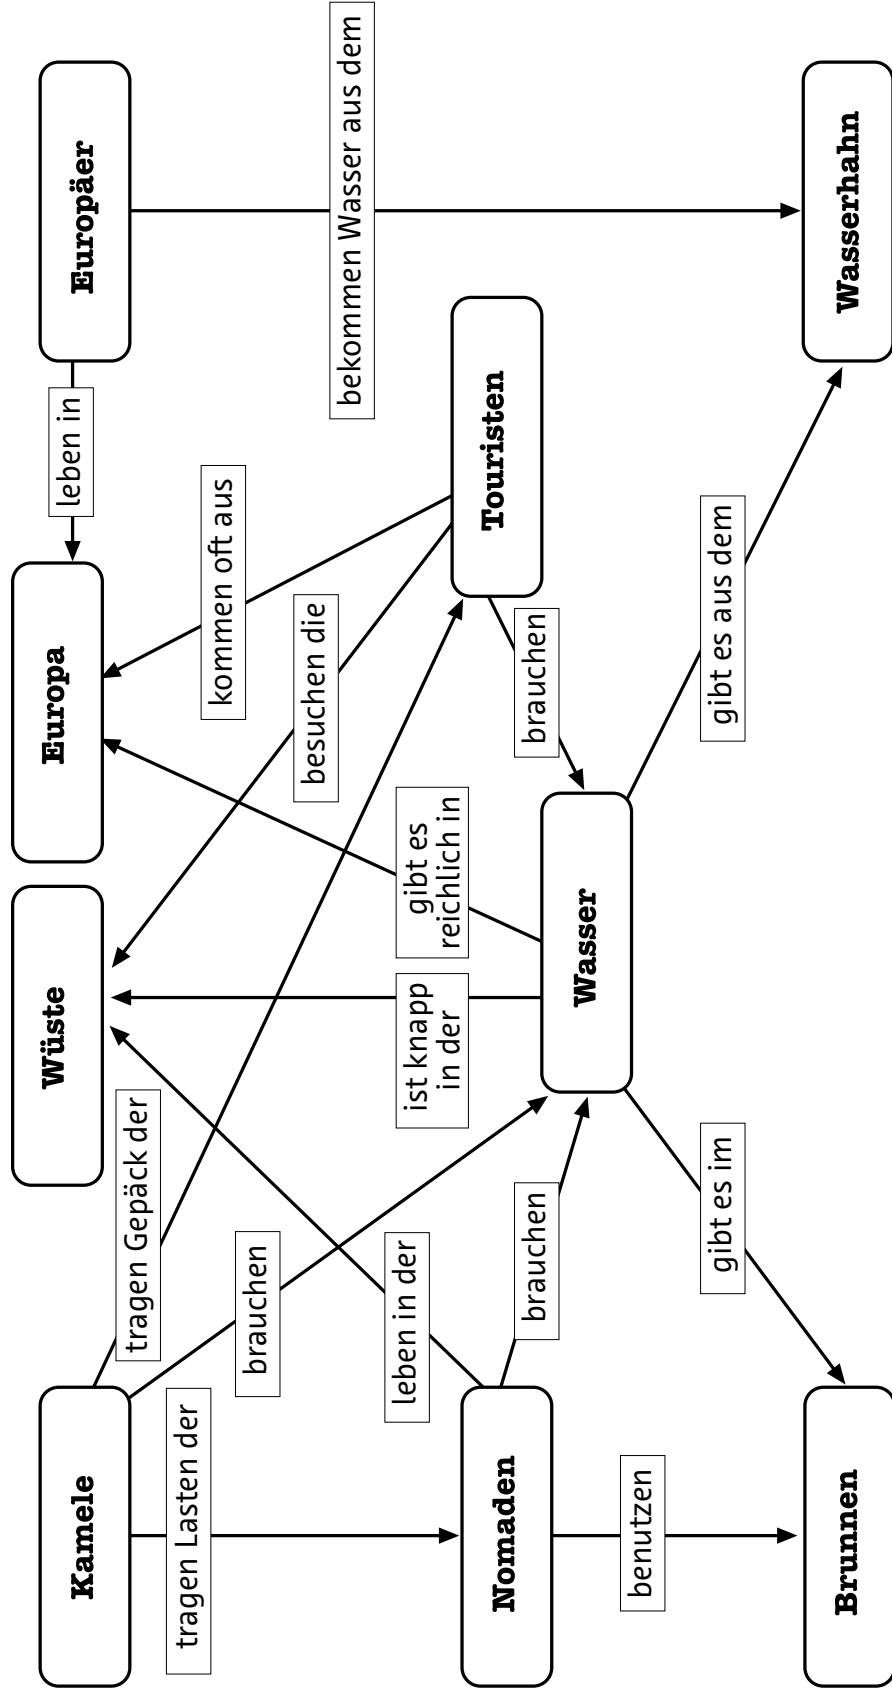 Kamele
Wüste
Europa
Europäer
tragen Gepäck der
leben in
tragen Lasten der
brauchen
kommen oft aus
besuchen die
bekommen Wasser aus dem
leben in der
ist knapp
in der
gibt es
reichlich in
Nomaden
Touristen
brauchen
brauchen
Wasser
benutzen
gibt es im
gibt es aus dem
Brunnen
Wasserhahn